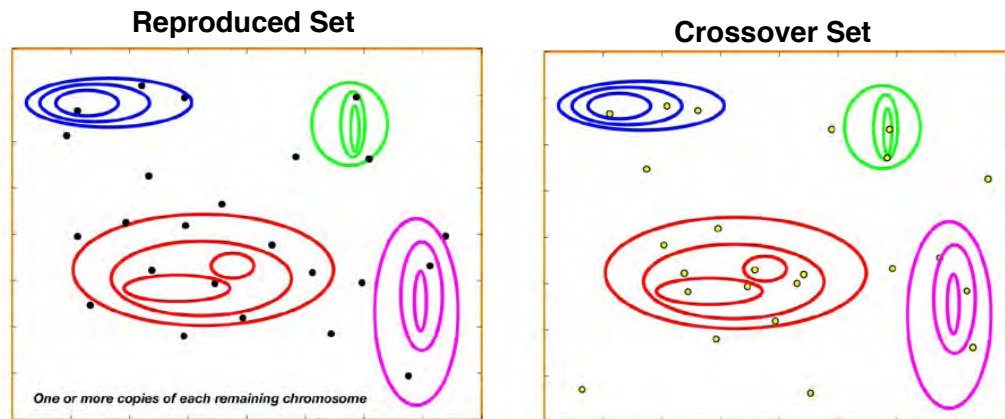 Reproduced Set
Crossover Set
One or more copies of each remaining chromosome